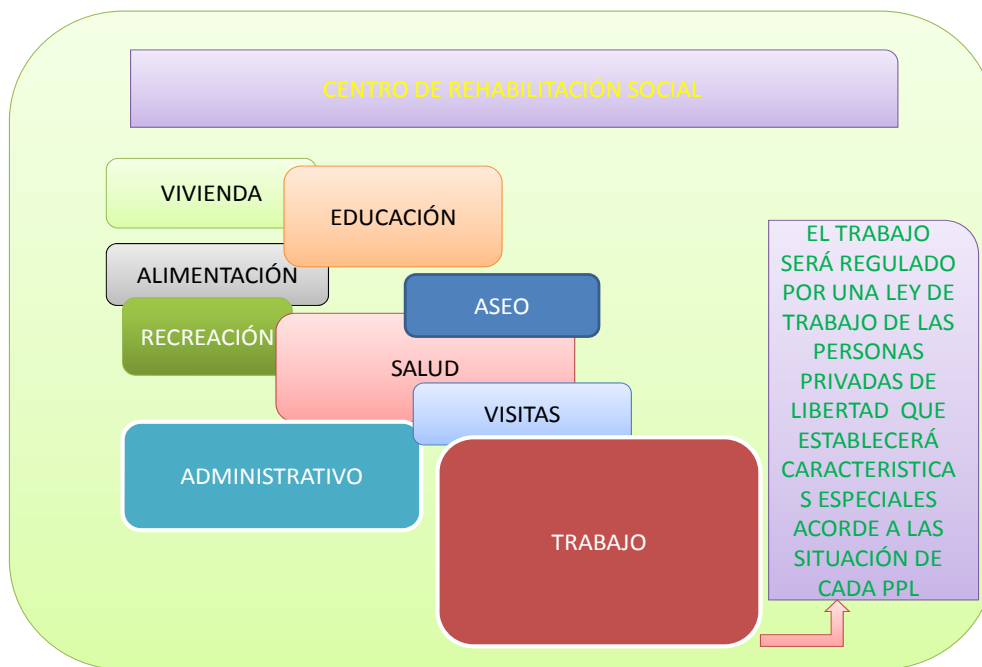 CENTRO DE REHABILITACIÓN SOCIAL
VIVIENDA
EDUCACIÓN
ALIMENTACIÓN
ASEO
RECREACIÓN
SALUD
VISITAS
ADMINISTRATIVO
TRABAJO
EL TRABAJO
SERÁ REGULADO
POR UNA LEY DE
TRABAJO DE LAS
PERSONAS
PRIVADAS DE
LIBERTAD QUE
ESTABLECERÁ
CARACTERISTICA
S ESPECIALES
ACORDE A LAS
SITUACIÓN DE
CADA PPL